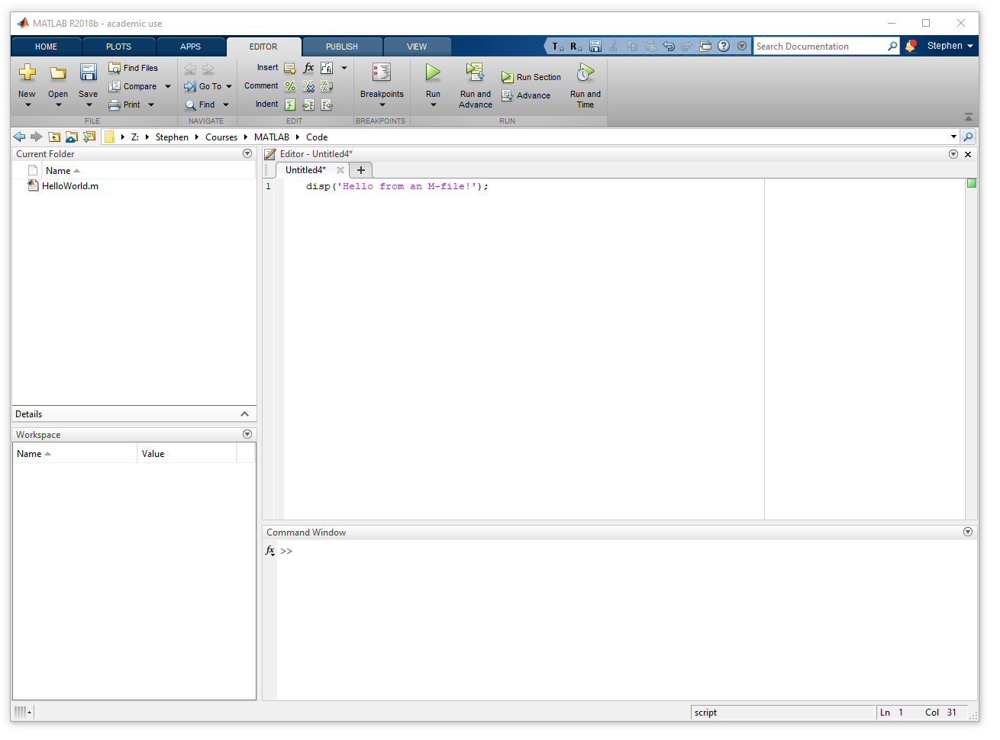 MATLAB R2018b - academic use
HOME PLOTS APPS EDITOR PUBLISH VIEW Search Documentation Stephen
New Open Save Find Files Compare Print
FILE
Go To Find
NAVIGATE
Insert fx
Comment
Indent
EDIT
Breakpoints
BREAKPOINTS
Run Run and Advance Run Section Advance Run and Time
RUN
Z: Stephen Courses MATLAB Code
Current Folder
Name
HelloWorld.m
Details
Workspace
Name Value
Editor - Untitled4*
Untitled4* +
1 disp('Hello from an M-file!');
Command Window
fx >>
script Ln 1 Col 31